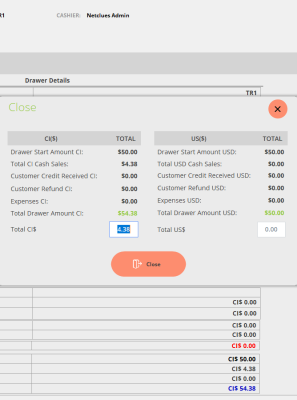 R1 CASHIER: Netclues Admin
Drawer Details
TR1
Close
CI($) TOTAL US($) TOTAL
Drawer Start Amount CI: $50.00 Drawer Start Amount USD: $50.00
Total CI Cash Sales: $4.38 Total USD Cash Sales: $0.00
Customer Credit Received CI: $0.00 Customer Credit Received USD: $0.00
Customer Refund CI: $0.00 Customer Refund USD: $0.00
Expenses CI: $0.00 Expenses USD: $0.00
Total Drawer Amount CI: $54.38 Total Drawer Amount USD: $50.00
Total CI$ 4.38 Total US$ 0.00
Close
CI$ 0.00
CI$ 0.00
CI$ 0.00
CI$ 0.00
CI$ 0.00
CI$ 50.00
CI$ 4.38
CI$ 0.00
CI$ 54.38